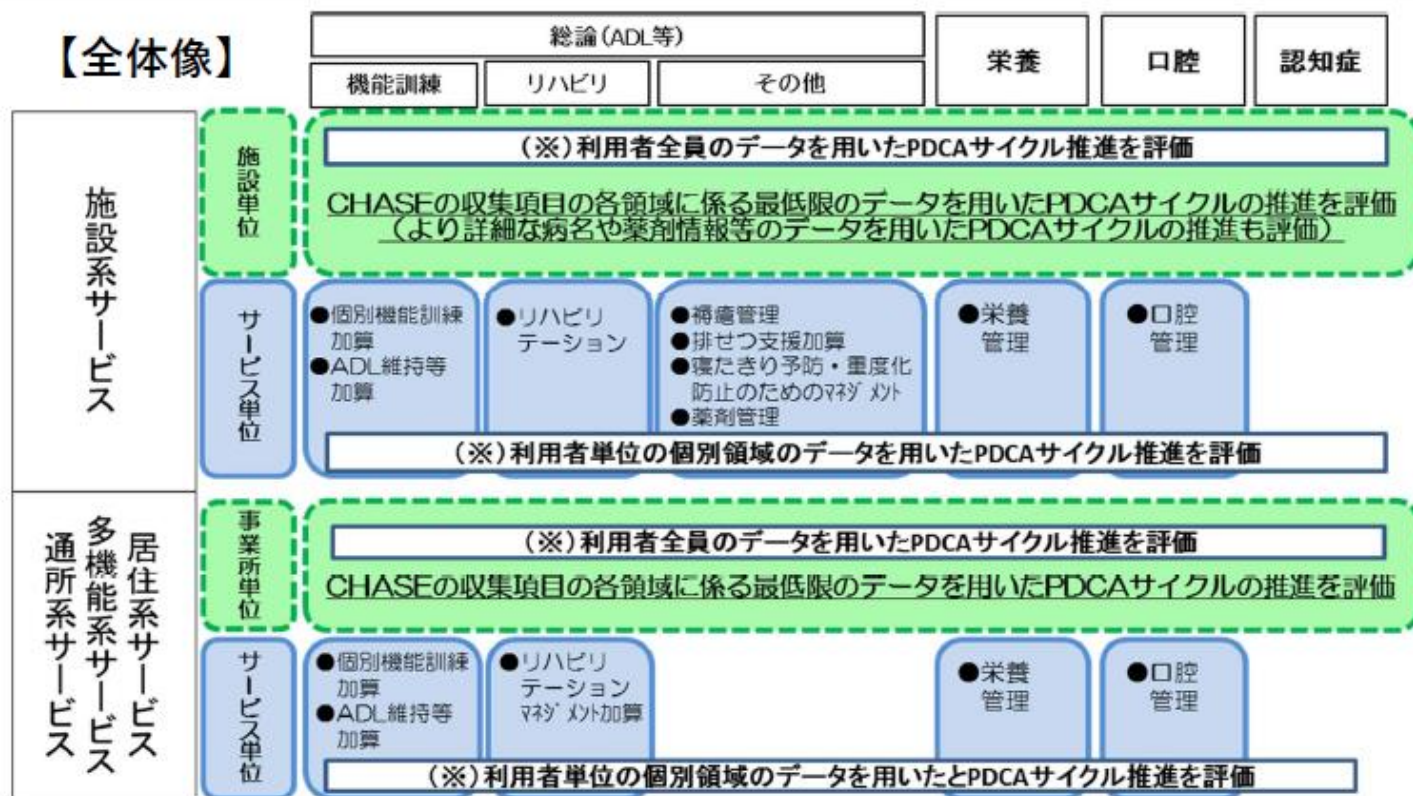 【全体像】
総論(ADL等)
機能訓練
リハビリ
その他
栄養
口腔
認知症
施設系サービス
施設単位
(※)利用者全員のデータを用いたPDCAサイクル推進を評価
CHASEの収集項目の各領域に係る最低限のデータを用いたPDCAサイクルの推進を評価
(より詳細な病名や薬剤情報等のデータを用いたPDCAサイクルの推進も評価)
サービス単位
●個別機能訓練
加算
●ADL維持等
加算
●リハビリ
テーション
●褥瘡管理
●排せつ支援加算
●寝たきり予防・重度化
防止のためのﾏﾈｼﾞﾒﾝﾄ
●薬剤管理
●栄養
管理
●口腔
管理
(※)利用者単位の個別領域のデータを用いたPDCAサイクル推進を評価
居住系サービス
多機能系サービス
通所系サービス
事業所単位
(※)利用者全員のデータを用いたPDCAサイクル推進を評価
CHASEの収集項目の各領域に係る最低限のデータを用いたPDCAサイクルの推進を評価
サービス単位
●個別機能訓練
加算
●ADL維持等
加算
●リハビリ
テーション
ﾏﾈｼﾞﾒﾝﾄ加算
●栄養
管理
●口腔
管理
(※)利用者単位の個別領域のデータを用いたとPDCAサイクル推進を評価